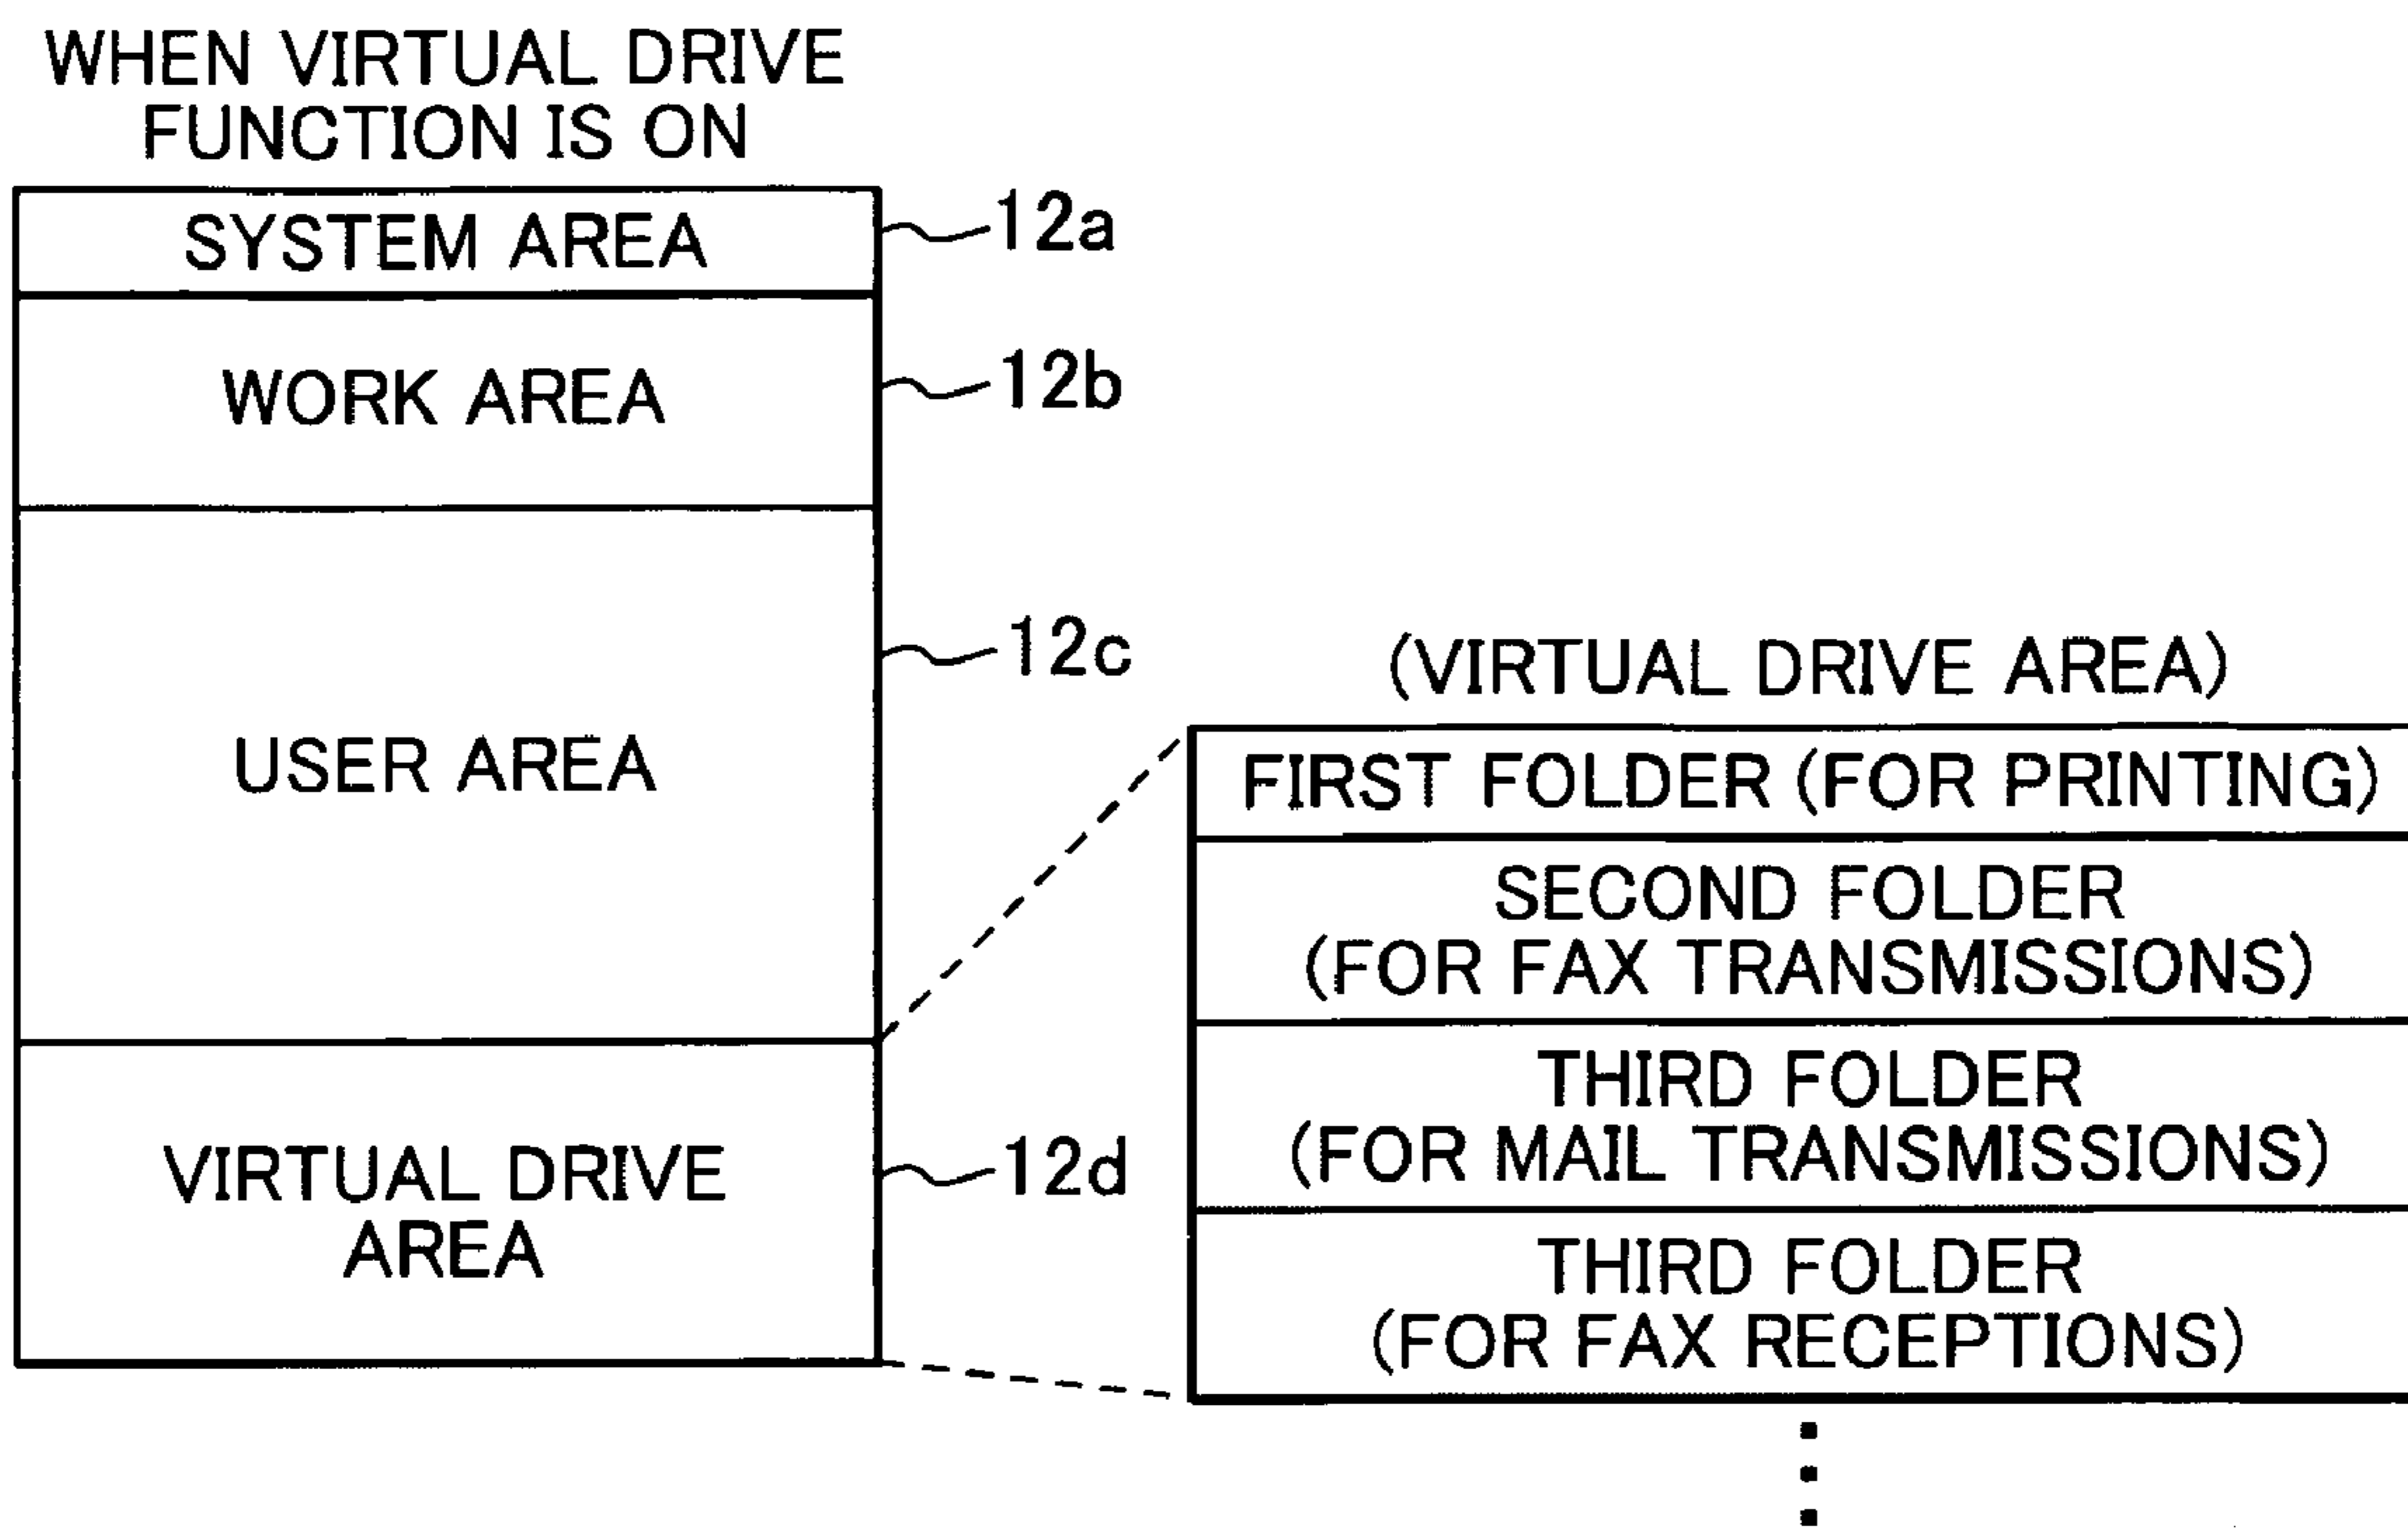 WHEN VIRTUAL DRIVE
FUNCTION IS ON
SYSTEM AREA
12a
WORK AREA
12b
USER AREA
12c
VIRTUAL DRIVE
AREA
12d
(VIRTUAL DRIVE AREA)
FIRST FOLDER (FOR PRINTING)
SECOND FOLDER
(FOR FAX TRANSMISSIONS)
THIRD FOLDER
(FOR MAIL TRANSMISSIONS)
THIRD FOLDER
(FOR FAX RECEPTIONS)